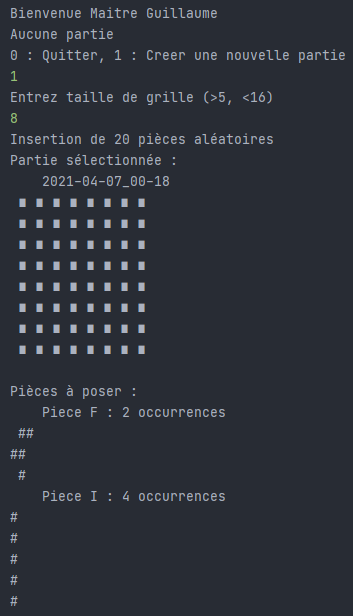 Bienvenue Maitre Guillaume
Aucune partie
0 : Quitter, 1 : Creer une nouvelle partie
1
Entrez taille de grille (>5, <16)
8
Insertion de 20 pièces aléatoires
Partie sélectionnée :
    2021-04-07_00-18
 ■ ■ ■ ■ ■ ■ ■ ■
 ■ ■ ■ ■ ■ ■ ■ ■
 ■ ■ ■ ■ ■ ■ ■ ■
 ■ ■ ■ ■ ■ ■ ■ ■
 ■ ■ ■ ■ ■ ■ ■ ■
 ■ ■ ■ ■ ■ ■ ■ ■
 ■ ■ ■ ■ ■ ■ ■ ■
 ■ ■ ■ ■ ■ ■ ■ ■

Pièces à poser :
    Piece F : 2 occurrences
 ##
##
 #
    Piece I : 4 occurrences
#
#
#
#
#